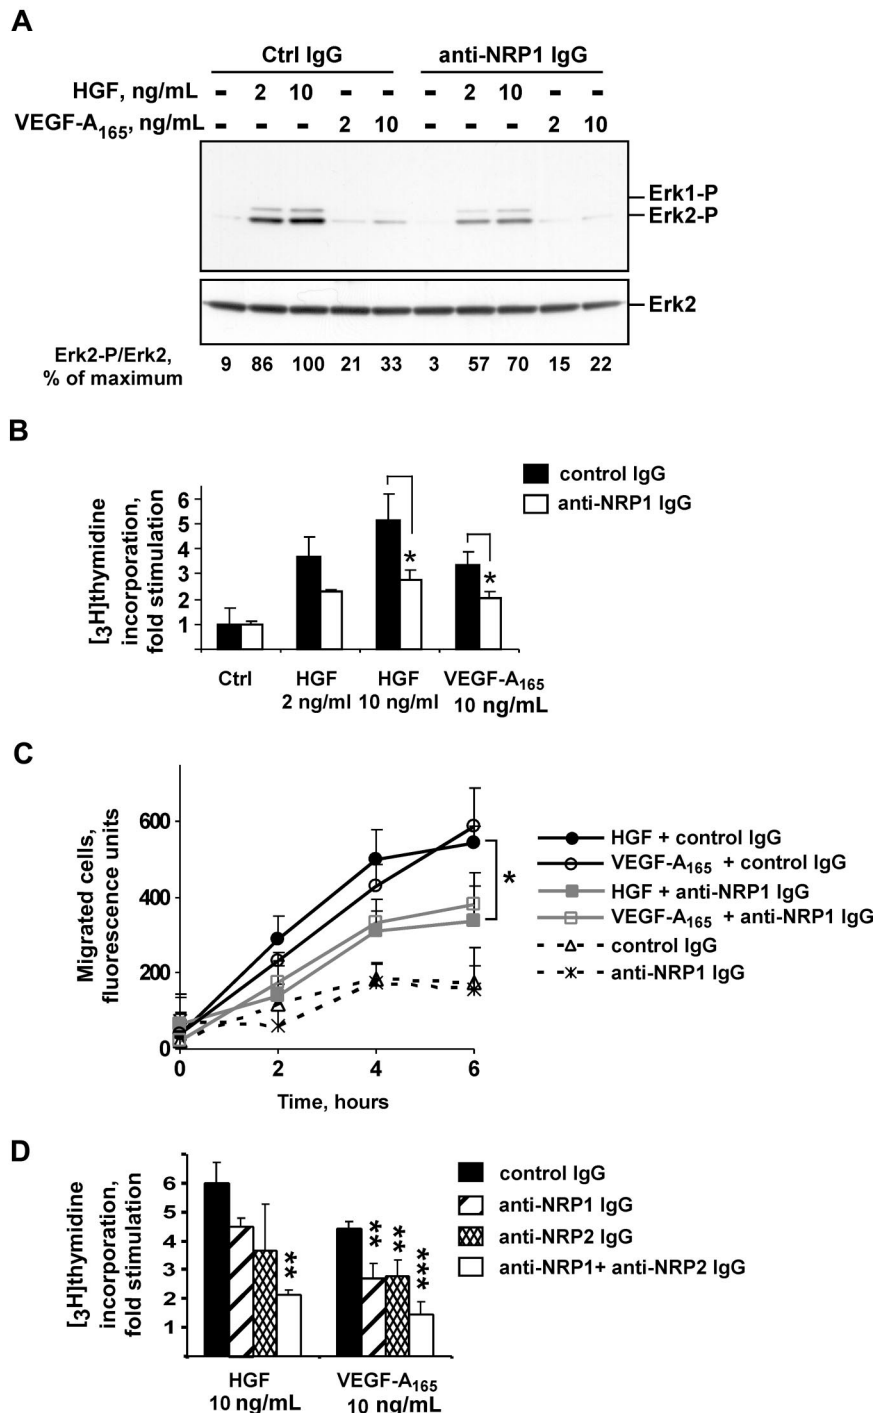 A
Ctrl IgG anti-NRP1 IgG
HGF, ng/mL - 2 10 - - - 2 10 - -
VEGF-A165, ng/mL - - - 2 10 - - - 2 10
Erk1-P
Erk2-P
Erk2
Erk2-P/Erk2,
% of maximum
9 86 100 21 33 3 57 70 15 22
B
[3H]thymidine
incorporation,
fold stimulation
6
5
4
3
2
1
control IgG
anti-NRP1 IgG
*
*
Ctrl HGF HGF VEGF-A165
2 ng/ml 10 ng/ml 10 ng/mL
C
Migrated cells,
fluorescence units
600
400
200
0
0 2 4 6
Time, hours
*
HGF + control IgG
VEGF-A165 + control IgG
HGF + anti-NRP1 IgG
VEGF-A165 + anti-NRP1 IgG
control IgG
anti-NRP1 IgG
D
[3H]thymidine
incorporation,
fold stimulation
6
5
4
3
2
1
**
**
**
***
control IgG
anti-NRP1 IgG
anti-NRP2 IgG
anti-NRP1+ anti-NRP2 IgG
HGF VEGF-A165
10 ng/mL 10 ng/mL